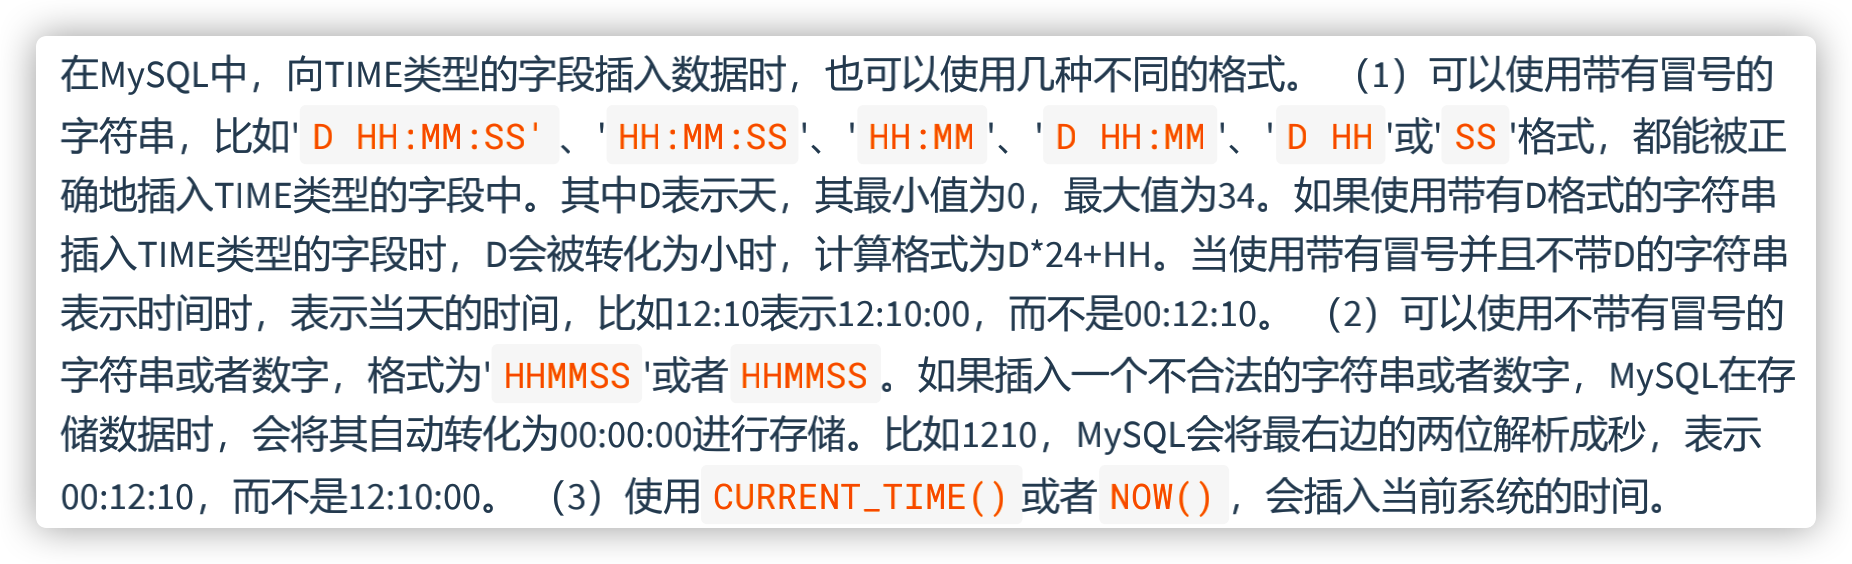 在MySQL中，向TIME类型的字段插入数据时，也可以使用几种不同的格式。 （1）可以使用带有冒号的
字符串，比如'D HH:MM:SS'、'HH:MM:SS'、'HH:MM'、'D HH:MM'、'D HH'或'SS'格式，都能被正
确地插入TIME类型的字段中。其中D表示天，其最小值为0，最大值为34。如果使用带有D格式的字符串
插入TIME类型的字段时，D会被转化为小时，计算格式为D*24+HH。当使用带有冒号并且不带D的字符串
表示时间时，表示当天的时间，比如12:10表示12:10:00，而不是00:12:10。 （2）可以使用不带有冒号的
字符串或者数字，格式为'HHMMSS'或者HHMMSS。如果插入一个不合法的字符串或者数字，MySQL在存
储数据时，会将其自动转化为00:00:00进行存储。比如1210，MySQL会将最右边的两位解析成秒，表示
00:12:10，而不是12:10:00。 （3）使用CURRENT_TIME()或者NOW()，会插入当前系统的时间。